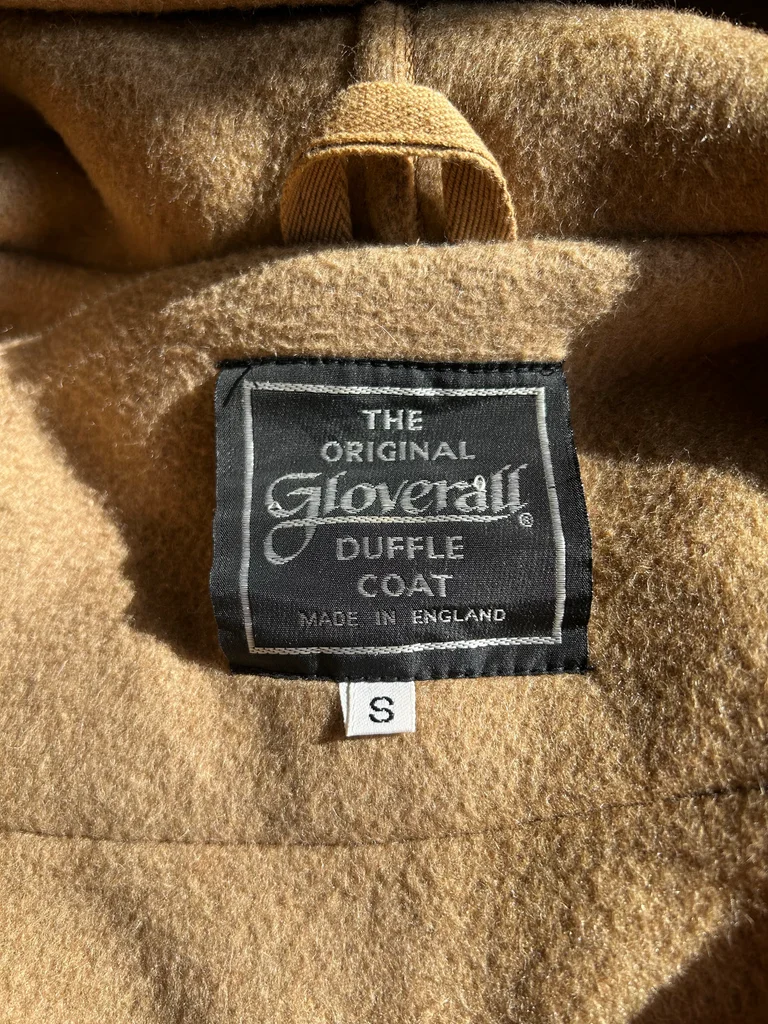 THE
ORIGINAL
Gloverall®
DUFFLE
COAT
MADE IN ENGLAND
S